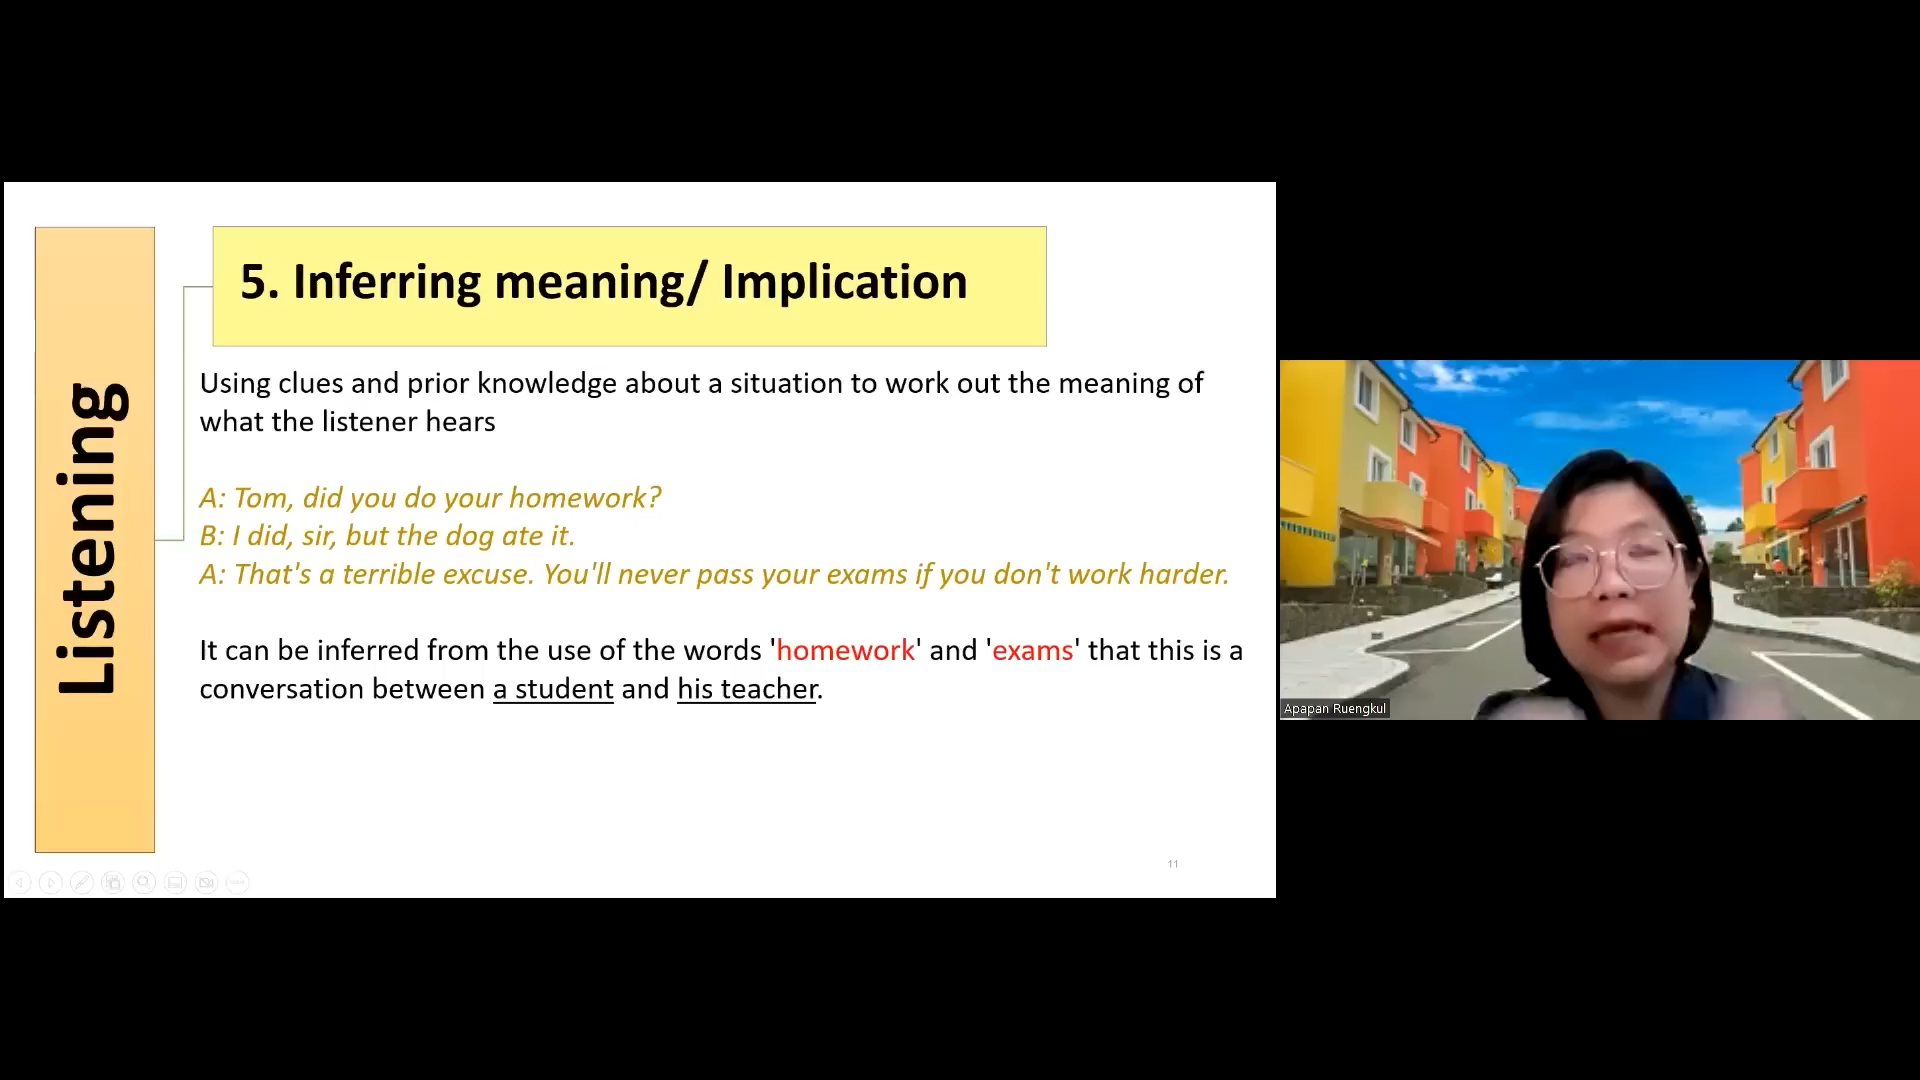 Listening
5. Inferring meaning/ Implication
Using clues and prior knowledge about a situation to work out the meaning of
what the listener hears
A: Tom, did you do your homework?
B: I did, sir, but the dog ate it.
A: That's a terrible excuse. You'll never pass your exams if you don't work harder.
It can be inferred from the use of the words 'homework' and 'exams' that this is a
conversation between a student and his teacher.
11
Apapan Ruengkul